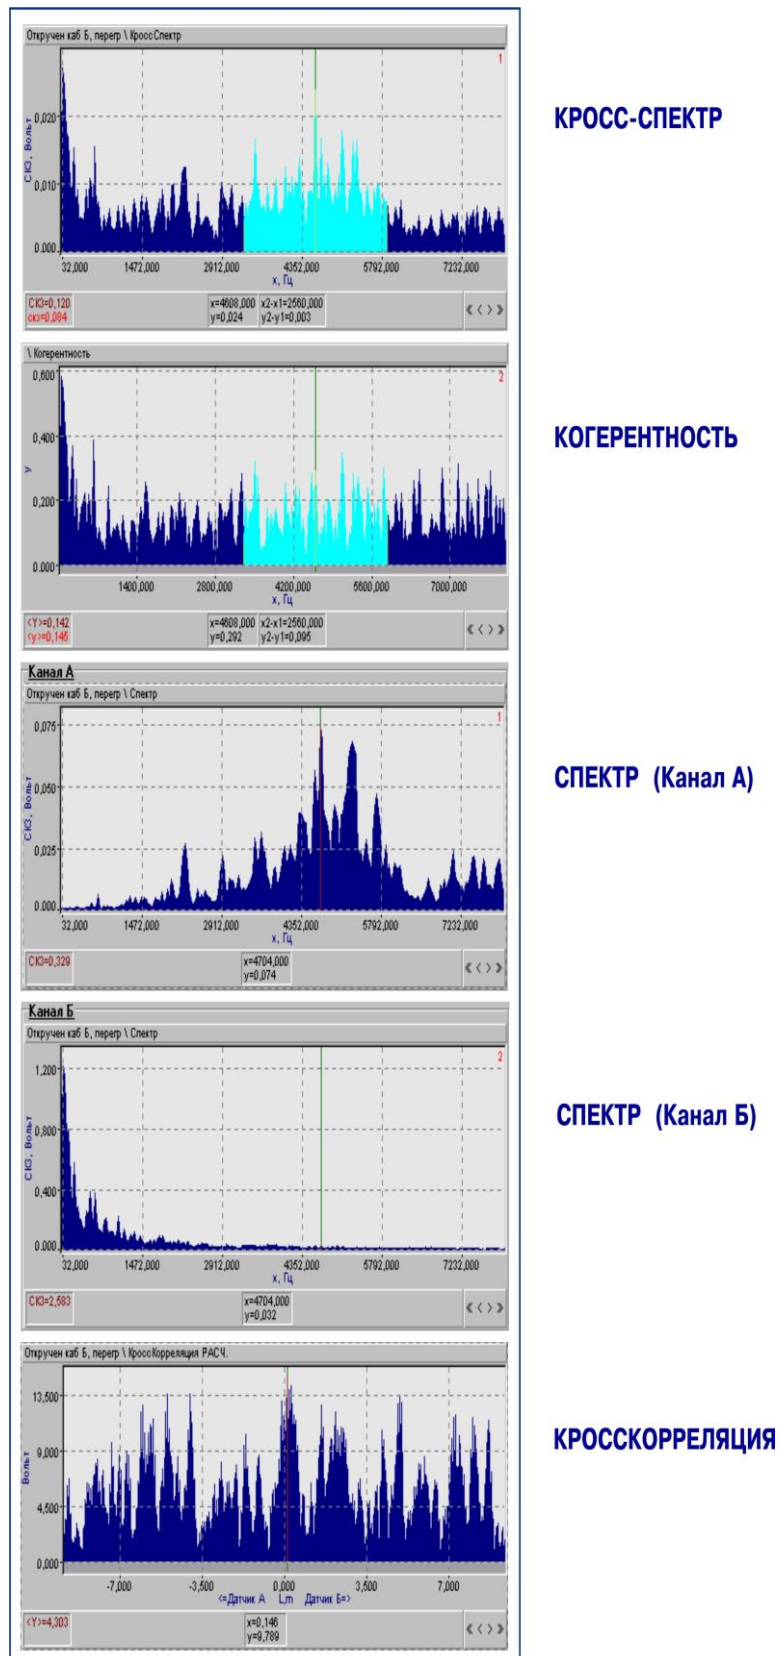 Откручен каб Б, перегр \ КроссСпектр
1
0,020
0,010
0.000
СКЗ, Вольт
32,000 1472,000 2912,000 4352,000 5792,000 7232,000
х, Гц
СКЗ=0,120
скз=0,084
x=4608,000
y=0,024
x2-x1=2560,000
y2-y1=0,003
КРОСС-СПЕКТР
\ Когерентность
2
0,600
0,400
0,200
0.000
У
1400,000 2800,000 4200,000 5600,000 7000,000
х, Гц
<Y>=0,142
<y>=0,145
x=4608,000
y=0,292
x2-x1=2560,000
y2-y1=0,095
КОГЕРЕНТНОСТЬ
Канал А
Откручен каб Б, перегр \ Спектр
1
0,075
0,050
0,025
0.000
СКЗ, Вольт
32,000 1472,000 2912,000 4352,000 5792,000 7232,000
х, Гц
СКЗ=0,329
x=4704,000
y=0,074
СПЕКТР (Канал А)
Канал Б
Откручен каб Б, перегр \ Спектр
2
1,200
0,800
0,400
0.000
СКЗ, Вольт
32,000 1472,000 2912,000 4352,000 5792,000 7232,000
х, Гц
СКЗ=2,583
x=4704,000
y=0,032
СПЕКТР (Канал Б)
Откручен каб Б, перегр \ КроссКорреляция РАСЧ.
13,500
9,000
4,500
0,000
Вольт
-7,000 -3,500 0,000 3,500 7,000
<=Датчик А L,m Датчик Б=>
<Y>=4,303
x=0,146
y=9,789
КРОССКОРРЕЛЯЦИЯ